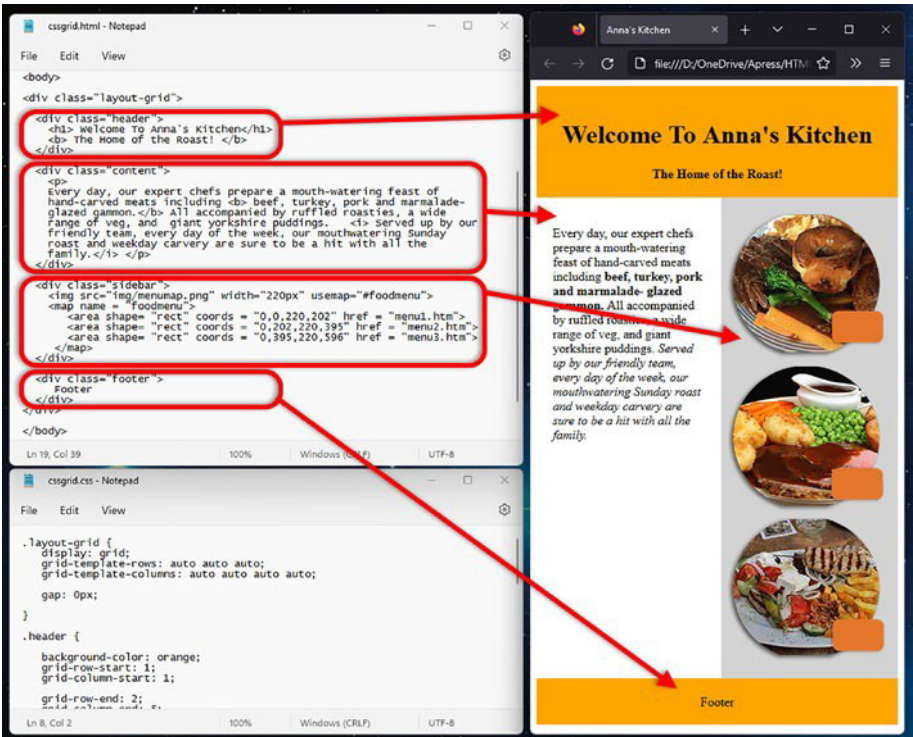 cssgrid.html - Notepad
File Edit View
<body>
<div class="layout-grid">
<div class="header">
<h1> Welcome To Anna's Kitchen</h1>
<b> The Home of the Roast! </b>
</div>
<div class="content">
<p>
Every day, our expert chefs prepare a mouth-watering feast of
hand-carved meats including <b> beef, turkey, pork and marmalade-
glazed gammon.</b> All accompanied by ruffled roasties, a wide
range of veg, and  giant yorkshire puddings.   <i> Served up by our
friendly team, every day of the week, our mouthwatering Sunday
roast and weekday carvery are sure to be a hit with all the
family.</i> </p>
</div>
<div class="sidebar">
<img src="img/menumap.png" width="220px" usemap="#foodmenu">
<map name = "foodmenu">
<area shape= "rect" coords = "0,0,220,202" href = "menu1.htm">
<area shape= "rect" coords = "0,202,220,395" href = "menu2.htm">
<area shape= "rect" coords = "0,395,220,596" href = "menu3.htm">
</map>
</div>
<div class="footer">
Footer
</div>
</div>
</body>
Ln 19, Col 39 100% Windows (CRLF) UTF-8
cssgrid.css - Notepad
File Edit View
.layout-grid {
display: grid;
grid-template-rows: auto auto auto;
grid-template-columns: auto auto auto auto;
gap: 0px;
}
.header {
background-color: orange;
grid-row-start: 1;
grid-column-start: 1;
grid-row-end: 2;
grid-column-end: 5;
Ln 8, Col 2 100% Windows (CRLF) UTF-8
Anna's Kitchen
file:///D:/OneDrive/Apress/HTM
Welcome To Anna's Kitchen
The Home of the Roast!
Every day, our expert chefs
prepare a mouth-watering
feast of hand-carved meats
including beef, turkey, pork
and marmalade- glazed
gammon. All accompanied
by ruffled roasties, a wide
range of veg, and giant
yorkshire puddings. Served
up by our friendly team,
every day of the week, our
mouthwatering Sunday roast
and weekday carvery are
sure to be a hit with all the
family.
Footer